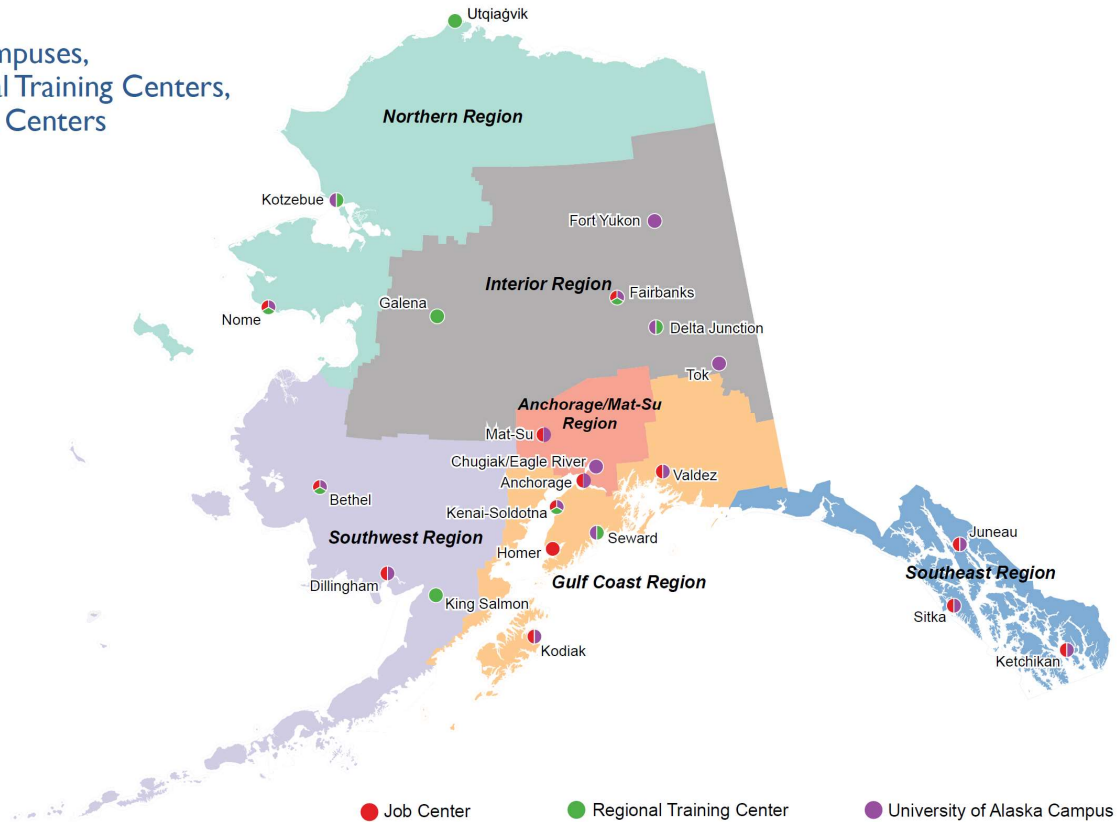 Utqiaġvik
mpuses,
al Training Centers,
Centers
Northern Region
Kotzebue
Fort Yukon
Interior Region
Fairbanks
Galena
Nome
Delta Junction
Tok
Anchorage/Mat-Su
Region
Mat-Su
Chugiak/Eagle River
Anchorage
Valdez
Bethel
Kenai-Soldotna
Southwest Region
Seward
Homer
Juneau
Gulf Coast Region
Southeast Region
Dillingham
King Salmon
Sitka
Kodiak
Ketchikan
Job Center
Regional Training Center
University of Alaska Campus